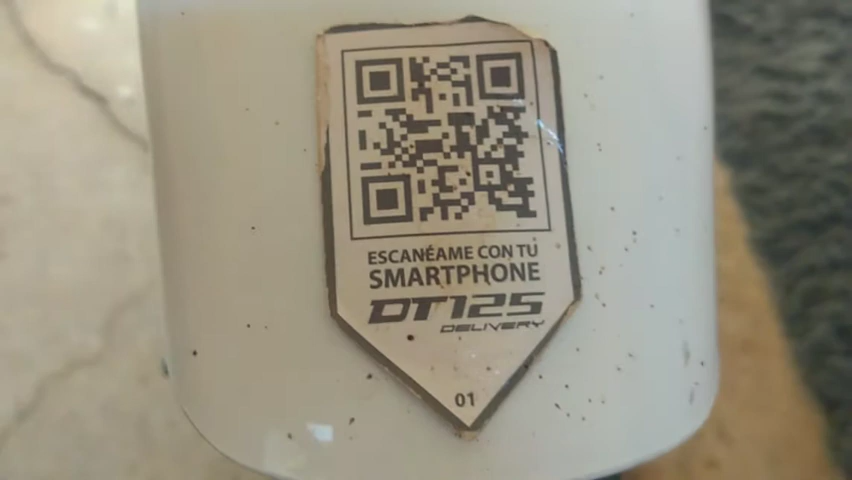 ESCANÉAME CON TU
SMARTPHONE
DT125
DELIVERY
01